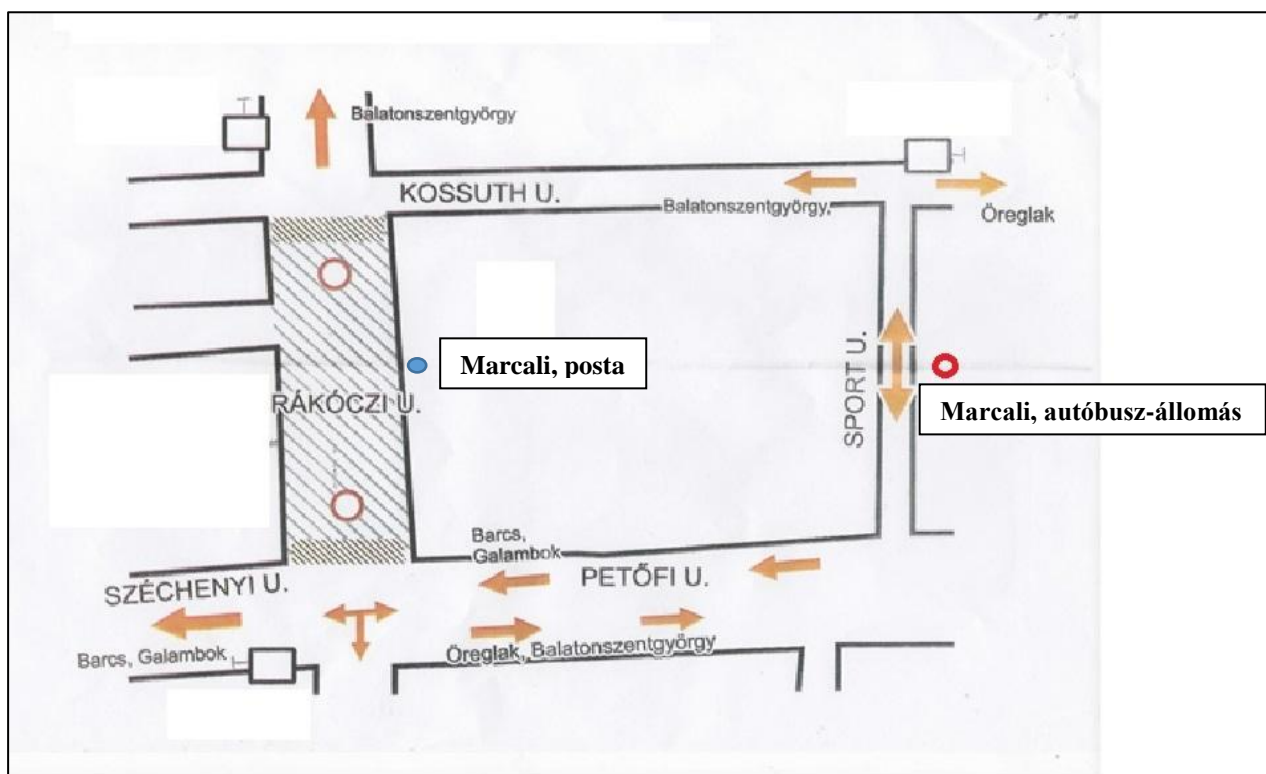 Balatonszentgyörgy
KOSSUTH U.
Balatonszentgyörgy,
Öreglak
Marcali, posta
SPORT U.
RÁKÓCZI U.
Marcali, autóbusz-állomás
Barcs,
Galambok
PETŐFI U.
SZÉCHENYI U.
Barcs, Galambok
Öreglak, Balatonszentgyörgy